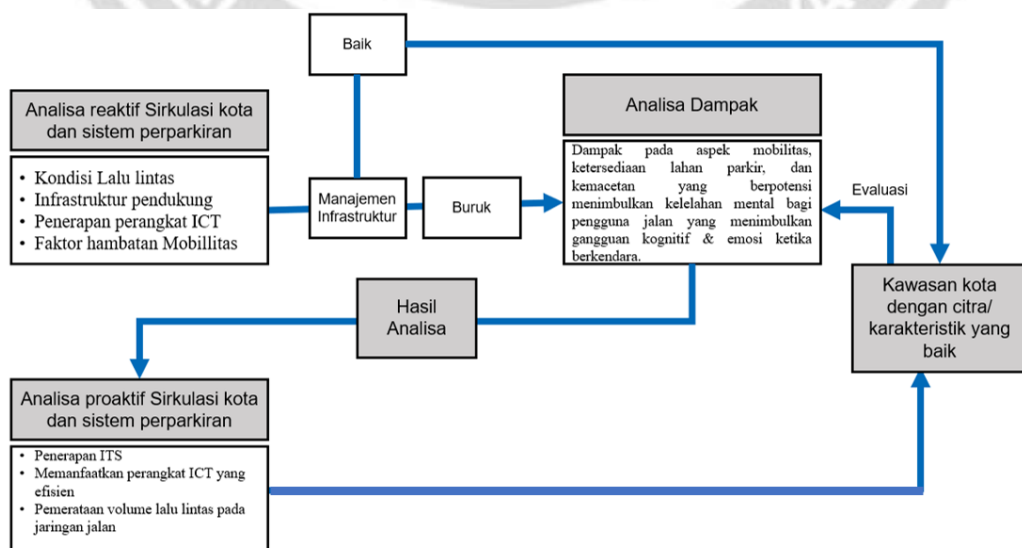 Baik
Analisa reaktif Sirkulasi kota
dan sistem perparkiran
• Kondisi Lalu lintas
• Infrastruktur pendukung
• Penerapan perangkat ICT
• Faktor hambatan Mobillitas
Manajemen
Infrastruktur
Buruk
Analisa Dampak
Dampak pada aspek mobilitas,
ketersediaan lahan parkir, dan
kemacetan yang berpotensi
menimbulkan kelelahan mental bagi
pengguna jalan yang menimbulkan
gangguan kognitif & emosi ketika
berkendara.
Evaluasi
Kawasan kota
dengan citra/
karakteristik yang
baik
Hasil
Analisa
Analisa proaktif Sirkulasi kota
dan sistem perparkiran
• Penerapan ITS
• Memanfaatkan perangkat ICT yang
efisien
• Pemerataan volume lalu lintas pada
jaringan jalan